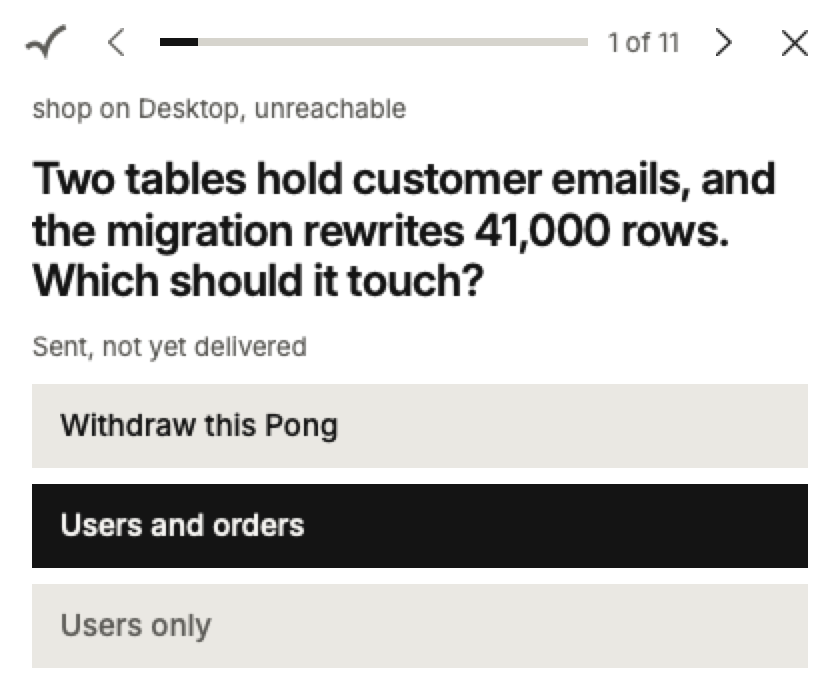 1 of 11
shop on Desktop, unreachable
Two tables hold customer emails, and
the migration rewrites 41,000 rows.
Which should it touch?
Sent, not yet delivered
Withdraw this Pong
Users and orders
Users only